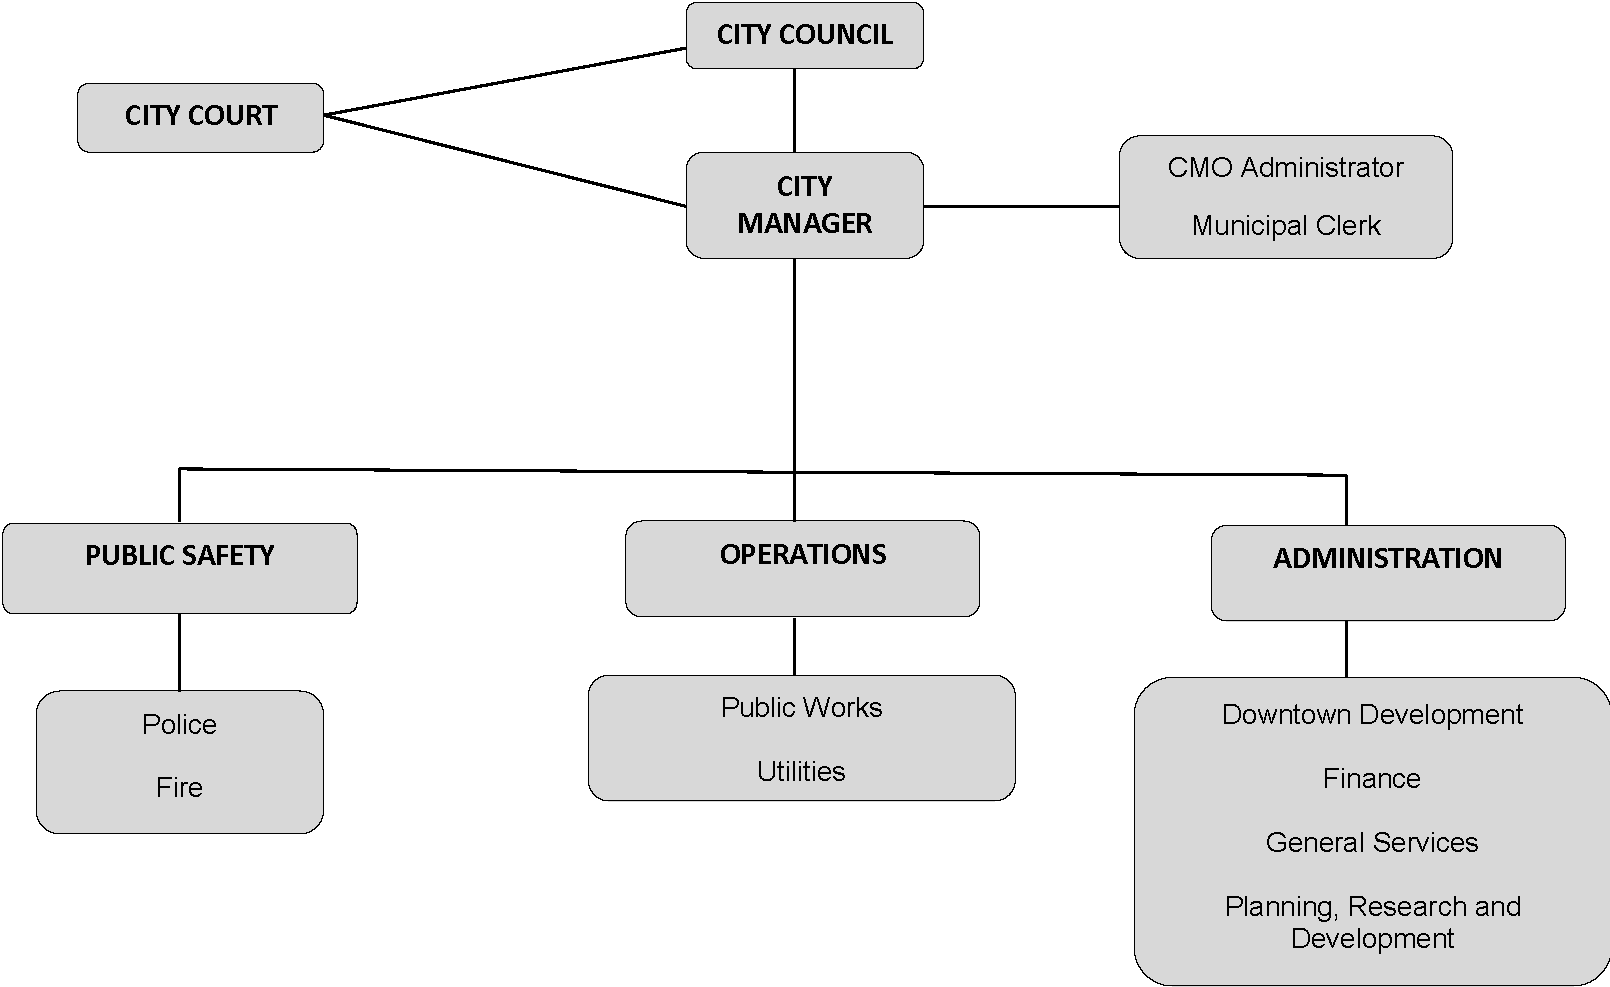 CITY COUNCIL
CITY COURT
CITY
MANAGER
CMO Administrator
Municipal Clerk
PUBLIC SAFETY
OPERATIONS
ADMINISTRATION
Police
Fire
Public Works
Utilities
Downtown Development
Finance
General Services
Planning, Research and
Development